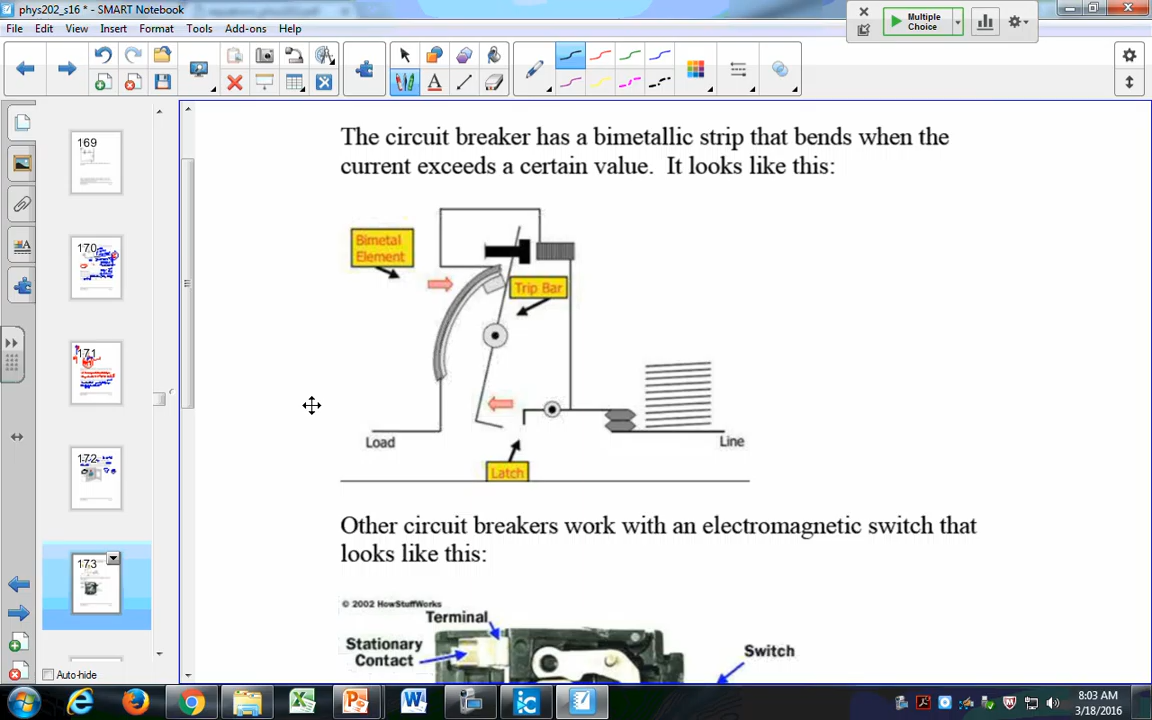 phys202_s16 * - SMART Notebook
File Edit View Insert Format Tools Add-ons Help
Multiple
Choice
169
170
171
172
173
Auto-hide
The circuit breaker has a bimetallic strip that bends when the
current exceeds a certain value. It looks like this:
Bimetal
Element
Trip Bar
Load
Line
Latch
Other circuit breakers work with an electromagnetic switch that
looks like this:
© 2002 HowStuffWorks
Terminal
Stationary
Contact
Switch
8:03 AM
3/18/2016